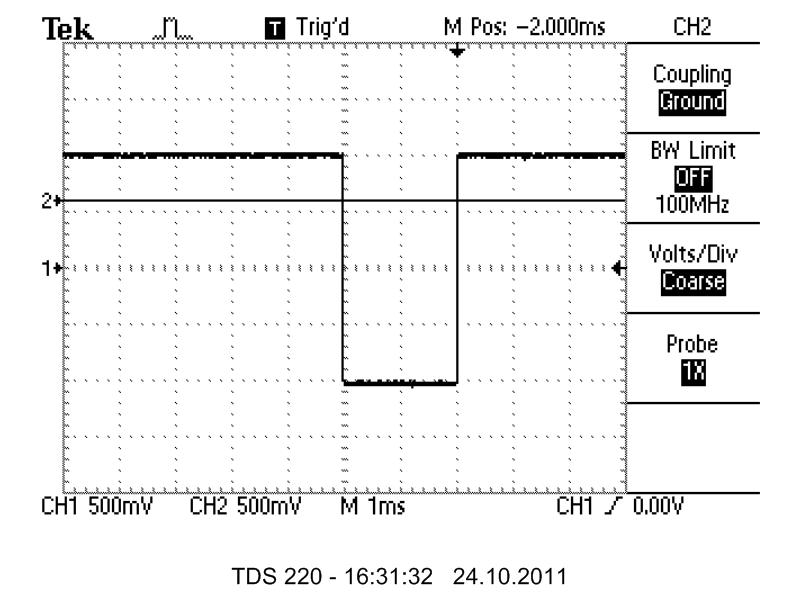 Tek T Trig'd M Pos: -2.000ms CH2
Coupling
Ground
BW Limit
OFF
100MHz
2
Volts/Div
Coarse
1
Probe
1X
CH1 500mV CH2 500mV M 1ms CH1 0.00V
TDS 220 - 16:31:32 24.10.2011